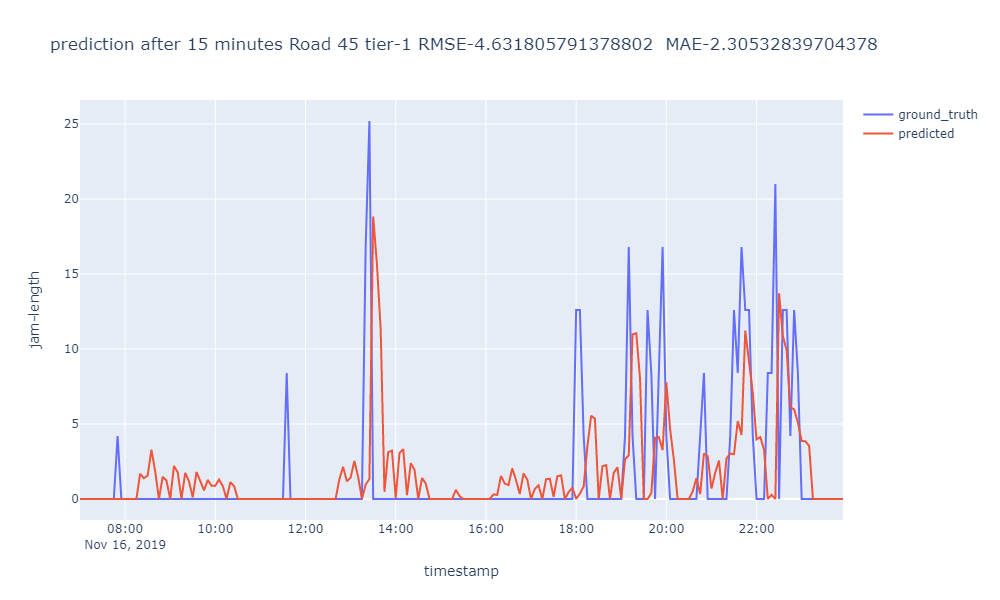 prediction after 15 minutes Road 45 tier-1 RMSE-4.631805791378802  MAE-2.30532839704378
ground_truth
predicted
25
20
15
10
5
0
jam-length
08:00 10:00 12:00 14:00 16:00 18:00 20:00 22:00
Nov 16, 2019
timestamp